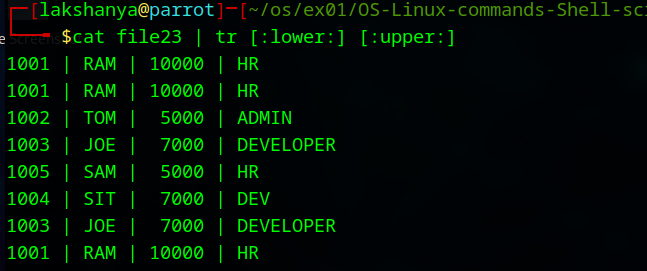 ┌─[lakshanya@parrot]─[~/os/ex01/OS-Linux-commands-Shell-scr
└──╼ $cat file23 | tr [:lower:] [:upper:]
1001 | RAM | 10000 | HR
1001 | RAM | 10000 | HR
1002 | TOM |  5000 | ADMIN
1003 | JOE |  7000 | DEVELOPER
1005 | SAM |  5000 | HR
1004 | SIT |  7000 | DEV
1003 | JOE |  7000 | DEVELOPER
1001 | RAM | 10000 | HR